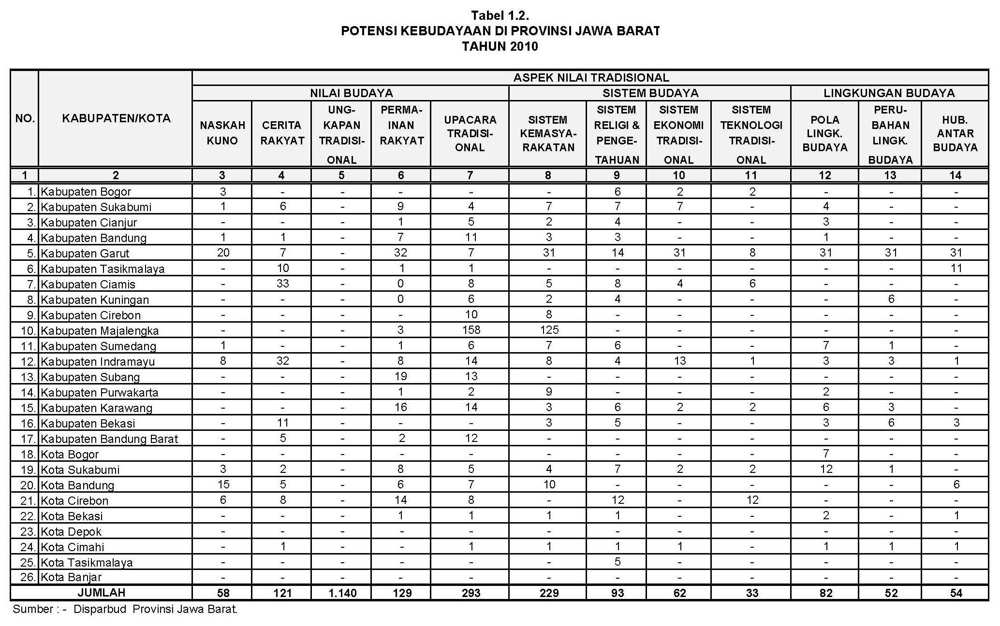 Tabel 1.2.
POTENSI KEBUDAYAAN DI PROVINSI JAWA BARAT
TAHUN 2010
NO. KABUPATEN/KOTA ASPEK NILAI TRADISIONAL
NILAI BUDAYA SISTEM BUDAYA LINGKUNGAN BUDAYA
NASKAH KUNO CERITA RAKYAT UNG-KAPAN TRADISI-ONAL PERMA-INAN RAKYAT UPACARA TRADISI-ONAL SISTEM KEMASYA-RAKATAN SISTEM RELIGI & PENGE-TAHUAN SISTEM EKONOMI TRADISI-ONAL SISTEM TEKNOLOGI TRADISI-ONAL POLA LINGK. BUDAYA PERU-BAHAN LINGK. BUDAYA HUB. ANTAR BUDAYA
1 2 3 4 5 6 7 8 9 10 11 12 13 14
1. Kabupaten Bogor 3 - - - - - 6 2 2 - - -
2. Kabupaten Sukabumi 1 6 - 9 4 7 7 7 - 4 - -
3. Kabupaten Cianjur - - - 1 5 2 4 - - 3 - -
4. Kabupaten Bandung 1 1 - 7 11 3 3 - - 1 - -
5. Kabupaten Garut 20 7 - 32 7 31 14 31 8 31 31 31
6. Kabupaten Tasikmalaya - 10 - 1 1 - - - - - - 11
7. Kabupaten Ciamis - 33 - 0 8 5 8 4 6 - - -
8. Kabupaten Kuningan - - - 0 6 2 4 - - - 6 -
9. Kabupaten Cirebon - - - - 10 8 - - - - - -
10. Kabupaten Majalengka - - - 3 158 125 - - - - - -
11. Kabupaten Sumedang 1 - - 1 6 7 6 - - 7 1 -
12. Kabupaten Indramayu 8 32 - 8 14 8 4 13 1 3 3 1
13. Kabupaten Subang - - - 19 13 - - - - - - -
14. Kabupaten Purwakarta - - - 1 2 9 - - - 2 - -
15. Kabupaten Karawang - - - 16 14 3 6 2 2 6 3 -
16. Kabupaten Bekasi - 11 - - - 3 5 - - 3 6 3
17. Kabupaten Bandung Barat - 5 - 2 12 - - - - - - -
18. Kota Bogor - - - - - - - - - 7 - -
19. Kota Sukabumi 3 2 - 8 5 4 7 2 2 12 1 -
20. Kota Bandung 15 5 - 6 7 10 - - - - - 6
21. Kota Cirebon 6 8 - 14 8 - 12 - 12 - - -
22. Kota Bekasi - - - 1 1 1 1 - - 2 - 1
23. Kota Depok - - - - - - - - - - - -
24. Kota Cimahi - 1 - - 1 1 1 1 - 1 1 1
25. Kota Tasikmalaya - - - - - - 5 - - - - -
26. Kota Banjar - - - - - - - - - - - -
JUMLAH 58 121 1.140 129 293 229 93 62 33 82 52 54
Sumber : - Disparbud Provinsi Jawa Barat.